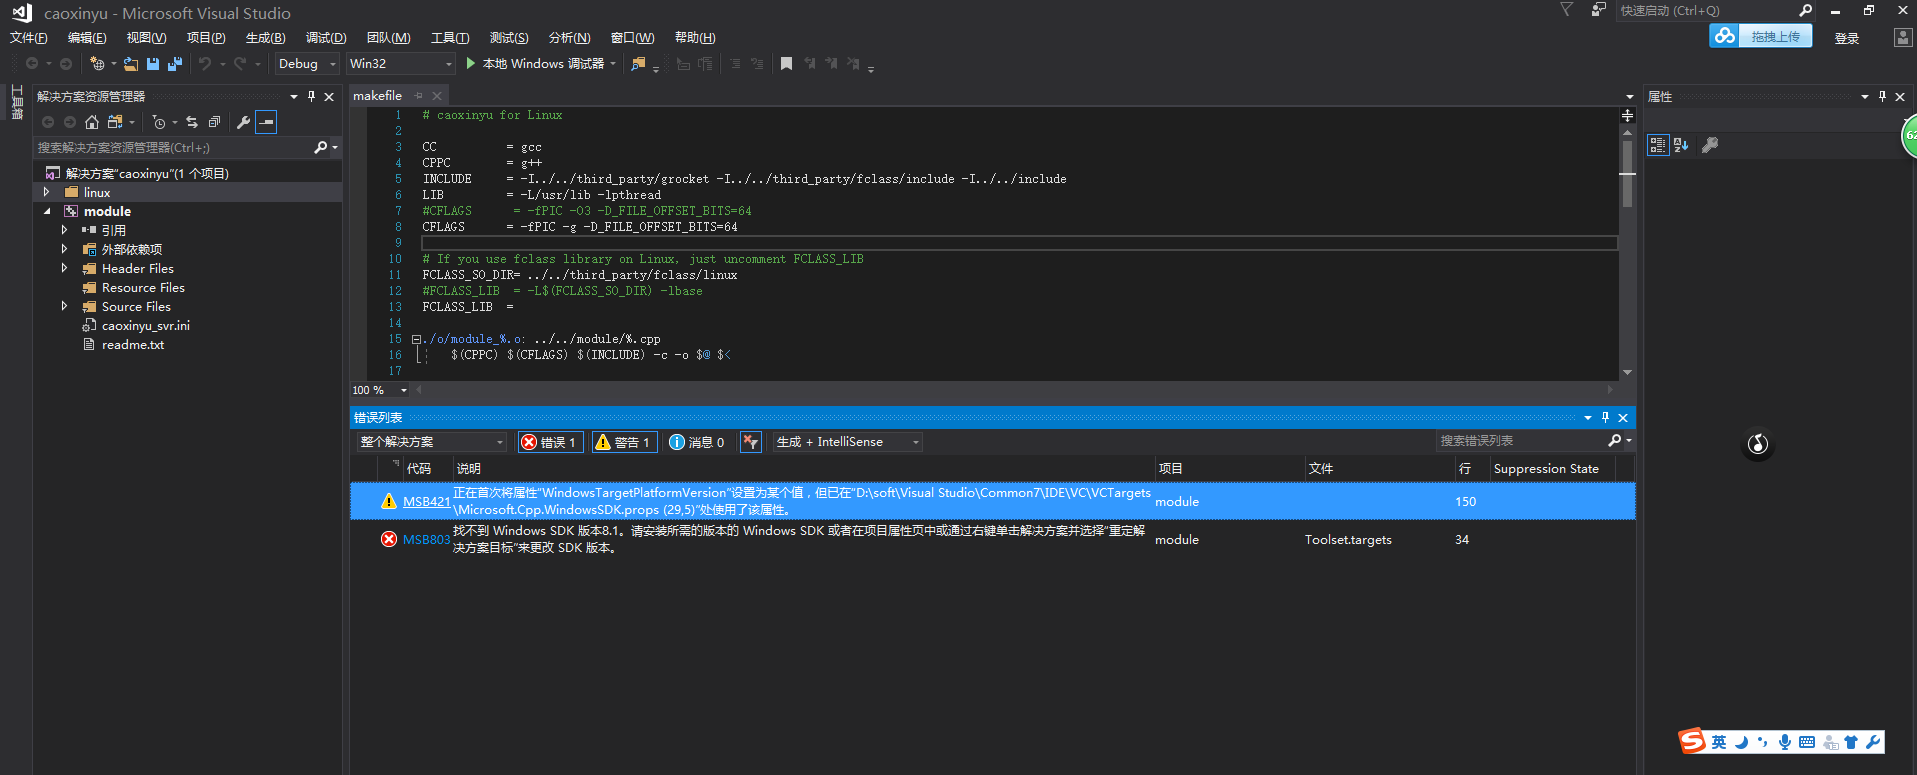 caoxinyu - Microsoft Visual Studio
快速启动 (Ctrl+Q)
文件(F) 编辑(E) 视图(V) 项目(P) 生成(B) 调试(D) 团队(M) 工具(T) 测试(S) 分析(N) 窗口(W) 帮助(H)
拖拽上传
登录
Debug Win32 本地 Windows 调试器
工具箱
解决方案资源管理器
搜索解决方案资源管理器(Ctrl+;)
解决方案"caoxinyu"(1 个项目)
linux
module
引用
外部依赖项
Header Files
Resource Files
Source Files
caoxinyu_svr.ini
readme.txt
makefile
1 # caoxinyu for Linux
2
3 CC = gcc
4 CPPC = g++
5 INCLUDE = -I../../third_party/grocket -I../../third_party/fclass/include -I../../include
6 LIB = -L/usr/lib -lpthread
7 #CFLAGS = -fPIC -O3 -D_FILE_OFFSET_BITS=64
8 CFLAGS = -fPIC -g -D_FILE_OFFSET_BITS=64
9
10 # If you use fclass library on Linux, just uncomment FCLASS_LIB
11 FCLASS_SO_DIR= ../../third_party/fclass/linux
12 #FCLASS_LIB = -L$(FCLASS_SO_DIR) -lbase
13 FCLASS_LIB =
14
15 ./o/module_%.o: ../../module/%.cpp
16 $(CPPC) $(CFLAGS) $(INCLUDE) -c -o $@ $<
17
100 %
错误列表
整个解决方案 错误 1 警告 1 消息 0 生成 + IntelliSense 搜索错误列表
代码 说明 项目 文件 行 Suppression State
MSB421 正在首次将属性"WindowsTargetPlatformVersion"设置为某个值，但已在"D:\soft\Visual Studio\Common7\IDE\VC\VCTargets
\Microsoft.Cpp.WindowsSDK.props (29,5)"处使用了该属性。 module 150
MSB803 找不到 Windows SDK 版本8.1。请安装所需的版本的 Windows SDK 或者在项目属性页中或通过右键单击解决方案并选择"重定
解决方案目标"来更改 SDK 版本。 module Toolset.targets 34
属性
62
英